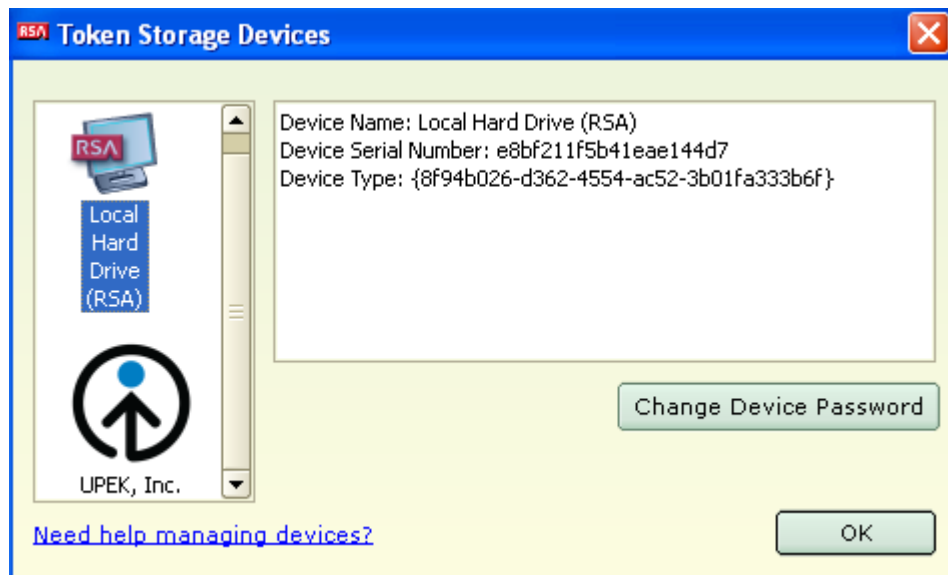 RSA Token Storage Devices
RSA
Local
Hard
Drive
(RSA)
UPEK, Inc.
Device Name: Local Hard Drive (RSA)
Device Serial Number: e8bf211f5b41eae144d7
Device Type: {8f94b026-d362-4554-ac52-3b01fa333b6f}
Change Device Password
Need help managing devices?
OK